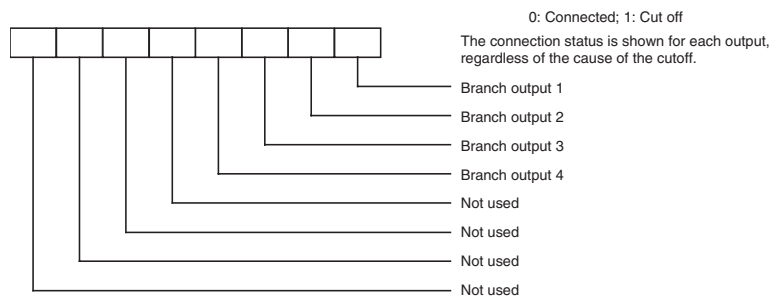 0: Connected; 1: Cut off
The connection status is shown for each output,
regardless of the cause of the cutoff.
Branch output 1
Branch output 2
Branch output 3
Branch output 4
Not used
Not used
Not used
Not used